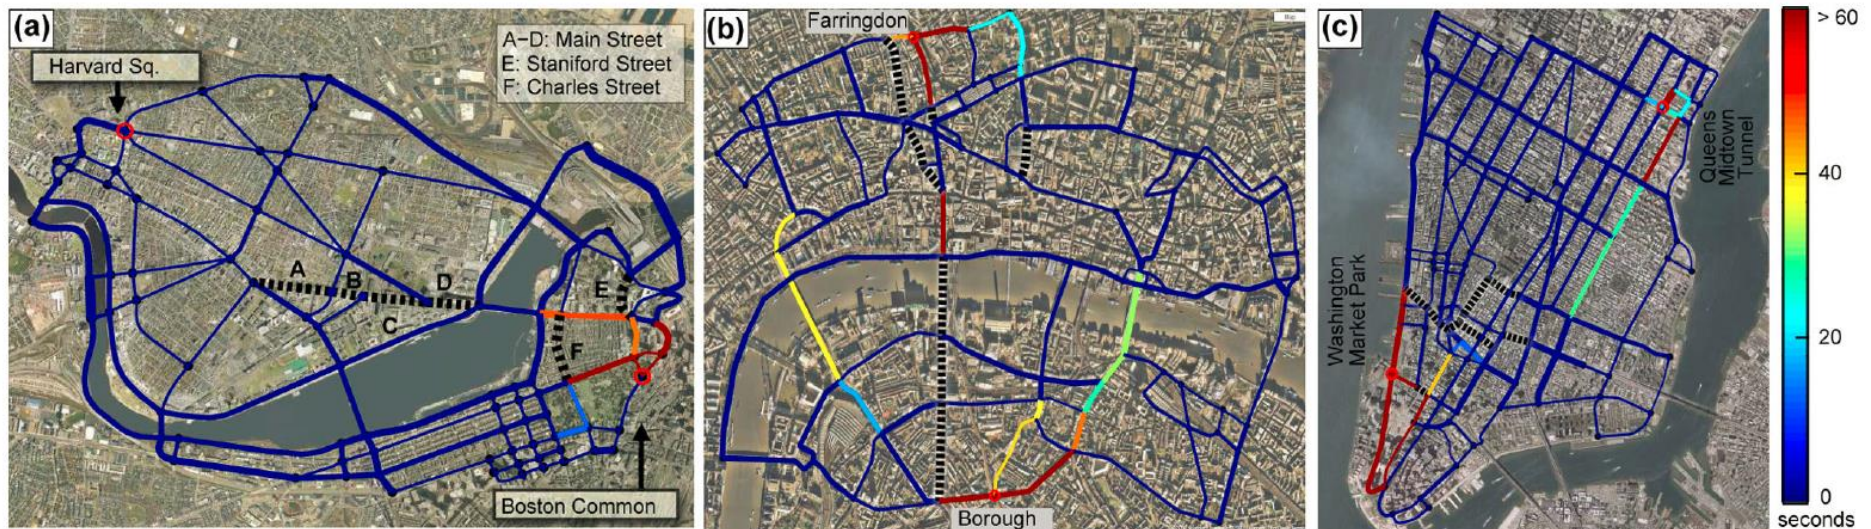 (a)
Harvard Sq.
A–D: Main Street
E: Staniford Street
F: Charles Street
A
B
D
C
E
F
Boston Common
(b)
Farringdon
Borough
(c)
Queens
Midtown
Tunnel
Washington
Market Park
> 60
40
20
0
seconds